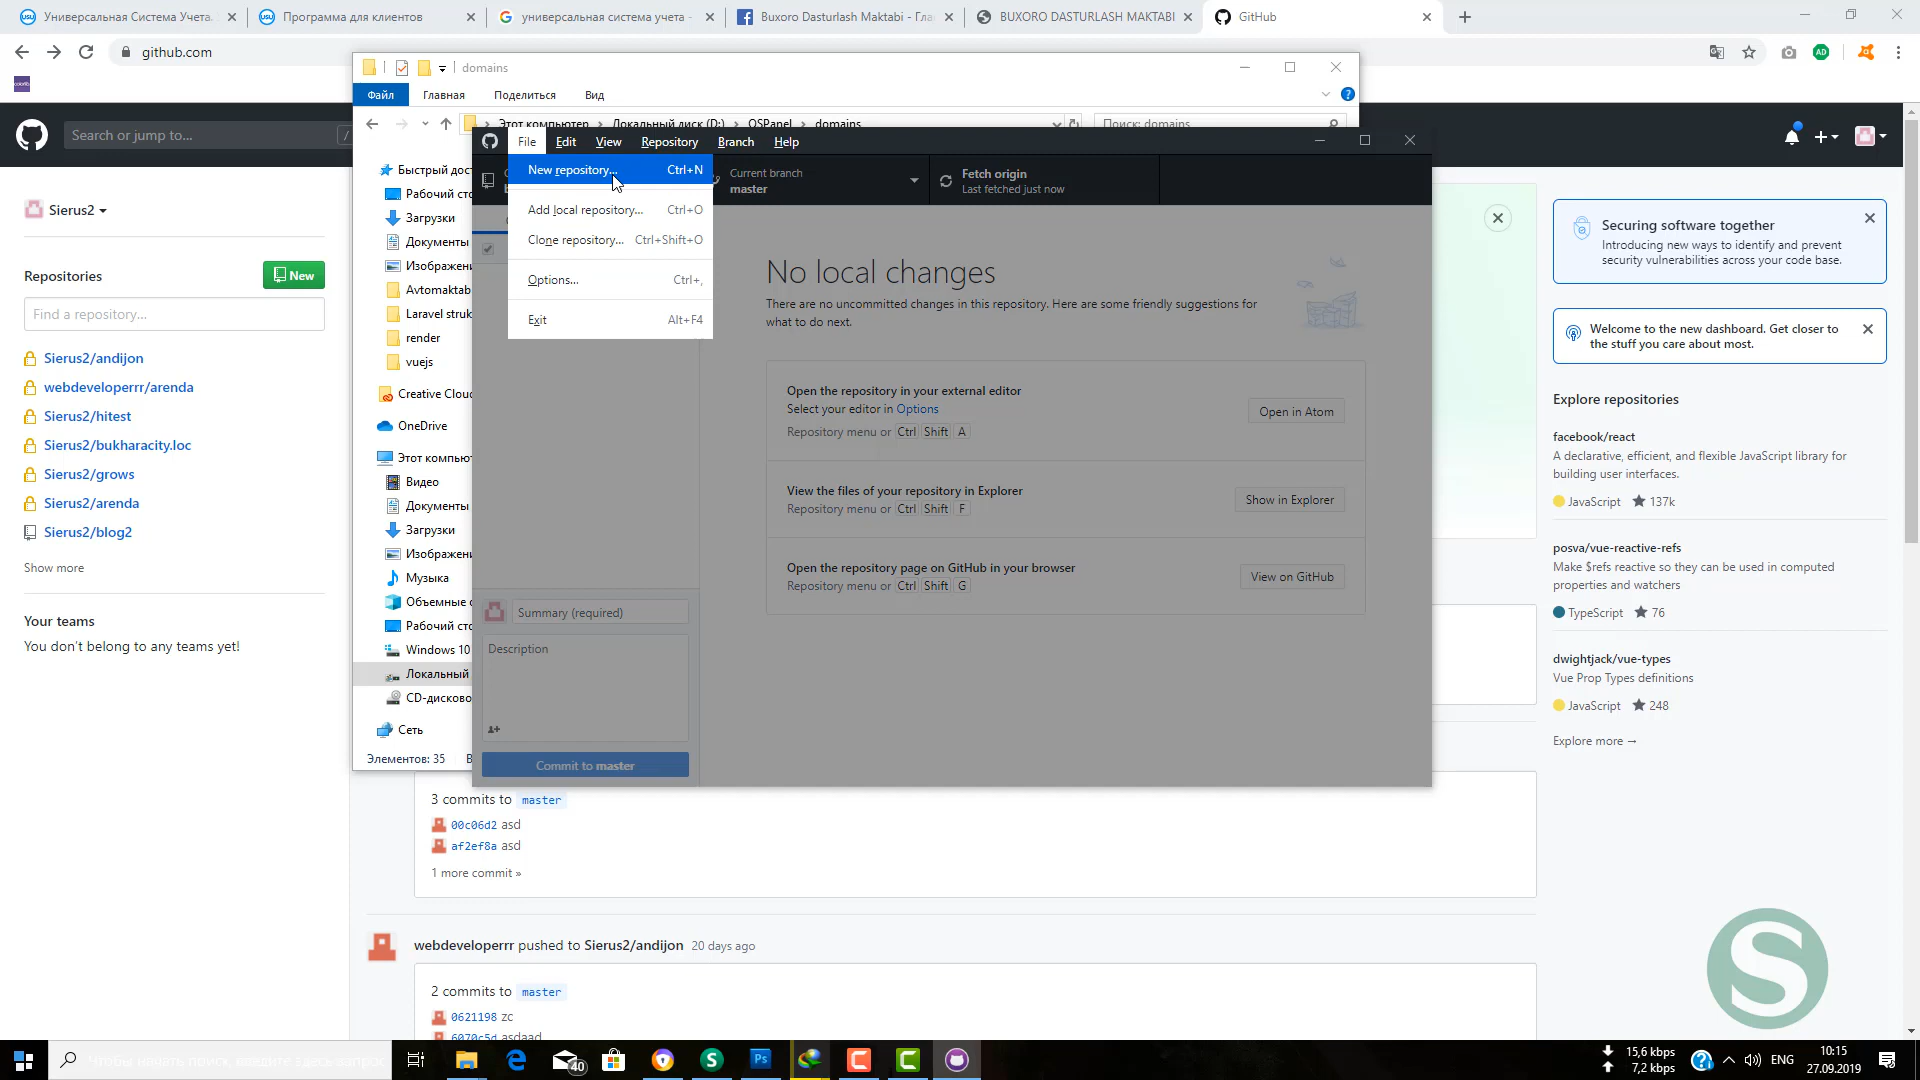 Универсальная Система Учета.
Программа для клиентов
универсальная система учета -
Buxoro Dasturlash Maktabi - Гла
BUXORO DASTURLASH MAKTABI
GitHub
github.com
domains
Файл
Главная
Поделиться
Вид
Этот компьютер
Локальный диск (D:)
OSPanel
domains
Поиск: domains
Search or jump to...
/
File
Edit
View
Repository
Branch
Help
New repository... Ctrl+N
Add local repository... Ctrl+O
Clone repository... Ctrl+Shift+O
Options... Ctrl+,
Exit Alt+F4
Current branch
master
Fetch origin
Last fetched just now
Sierus2
Repositories
New
Find a repository...
Sierus2/andijon
webdeveloperrr/arenda
Sierus2/hitest
Sierus2/bukharacity.loc
Sierus2/grows
Sierus2/arenda
Sierus2/blog2
Show more
Your teams
You don't belong to any teams yet!
Быстрый дос
Рабочий сто
Загрузки
Документы
Изображени
Avtomaktab
Laravel struk
render
vuejs
Creative Clou
OneDrive
Этот компьют
Видео
Документы
Загрузки
Изображени
Музыка
Объемные о
Рабочий сто
Windows 10
Локальный
CD-дисково
Сеть
Элементов: 35
No local changes
There are no uncommitted changes in this repository. Here are some friendly suggestions for
what to do next.
Open the repository in your external editor
Select your editor in Options
Repository menu or Ctrl Shift A
Open in Atom
View the files of your repository in Explorer
Repository menu or Ctrl Shift F
Show in Explorer
Open the repository page on GitHub in your browser
Repository menu or Ctrl Shift G
View on GitHub
Summary (required)
Description
Commit to master
Securing software together
Introducing new ways to identify and prevent
security vulnerabilities across your code base.
Welcome to the new dashboard. Get closer to
the stuff you care about most.
Explore repositories
facebook/react
A declarative, efficient, and flexible JavaScript library for
building user interfaces.
JavaScript 137k
posva/vue-reactive-refs
Make $refs reactive so they can be used in computed
properties and watchers
TypeScript 76
dwightjack/vue-types
Vue Prop Types definitions
JavaScript 248
Explore more →
3 commits to master
00c06d2 asd
af2ef8a asd
1 more commit »
webdeveloperrr pushed to Sierus2/andijon 20 days ago
2 commits to master
0621198 zc
6070c5d asdaad
S
Чтобы начать поиск, введите здесь запрос
40
S
Ps
15,6 kbps
7,2 kbps
ENG
10:15
27.09.2019